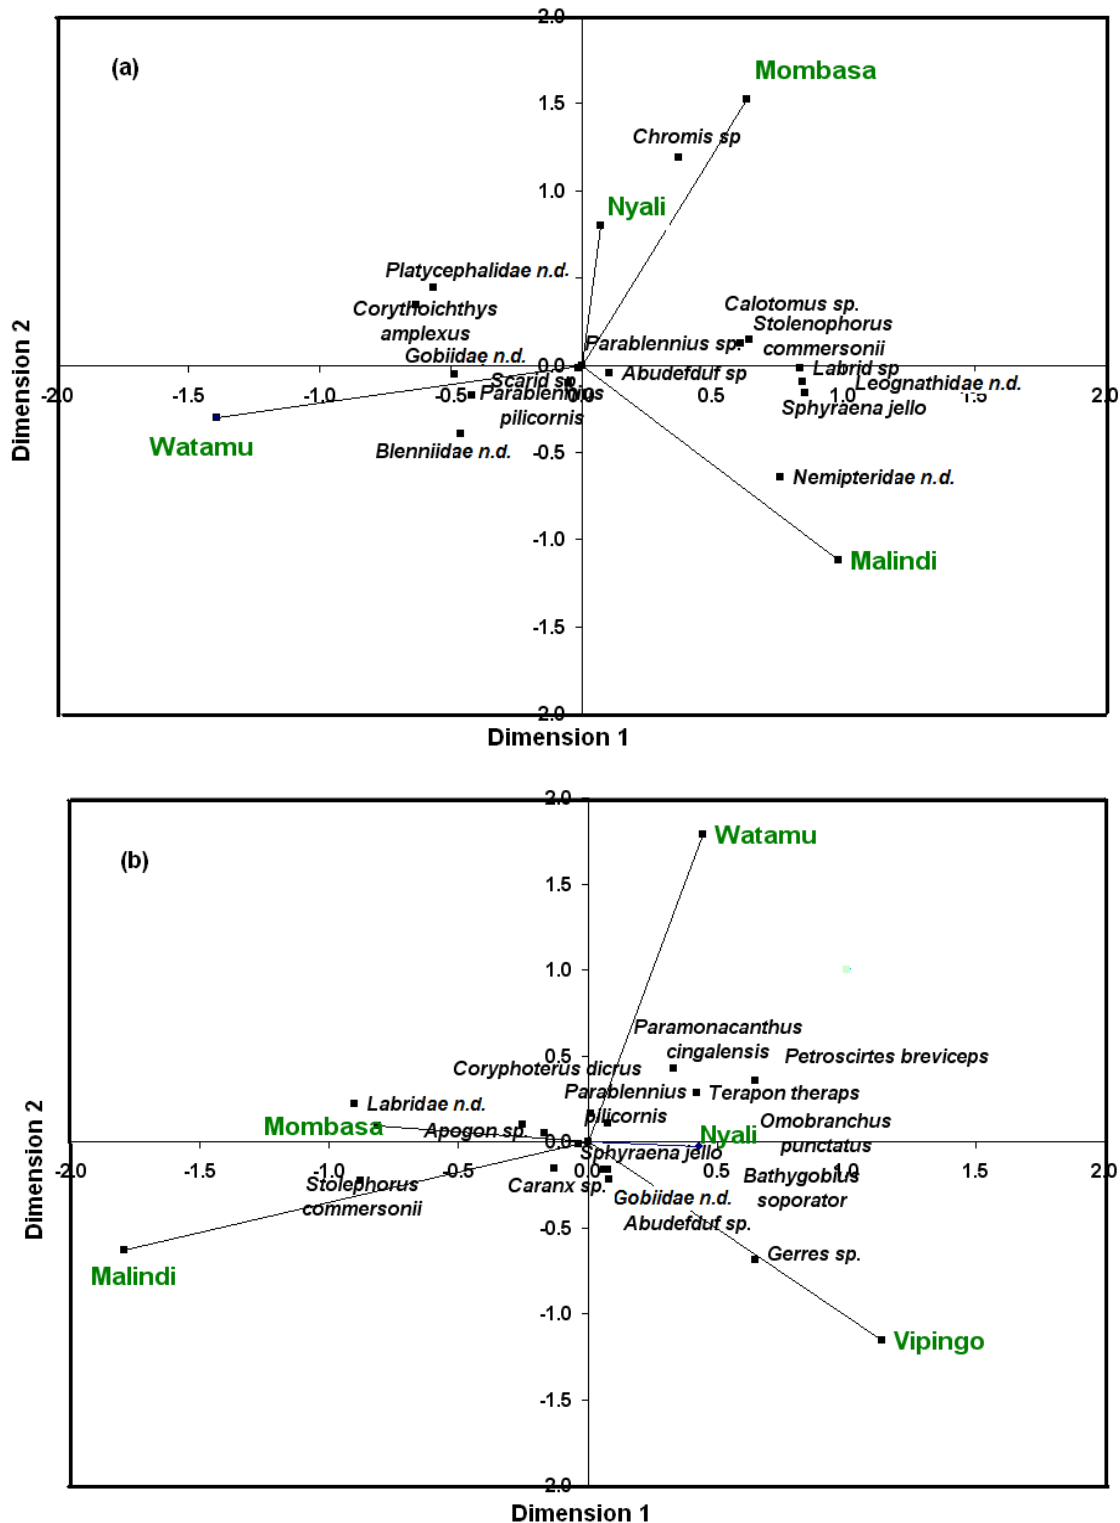 2.0
-2.0
-1.5
-1.0
-0.5
0.0
0.5
1.0
1.5
2.0
(a)
Mombasa
1.5
Chromis sp
1.0
Nyali
Platycephalidae n.d.
Corythoichthys
amplexus
Calotomus sp.
Stolenophorus
commersonii
Parablennius sp.
Gobiidae n.d.
0.0
Scarid sp
Abudefduf sp
Labrid sp
Leognathidae n.d.
Parablennius
pilicornis
Sphyraena jello
Watamu
Blenniidae n.d.
-0.5
Nemipteridae n.d.
-1.0
Malindi
-1.5
2.0
Dimension 1
Dimension 2
2.0
(b)
Watamu
1.5
1.0
Paramonacanthus
cingalensis
0.5
Petroscirtes breviceps
Coryphoterus dicrus
Parablennius
pilicornis
Terapon theraps
Labridae n.d.
Mombasa
Apogon sp.
Omobranchus
punctatus
Nyali
0.0
Sphyraena jello
-2.0
-1.5
-1.0
-0.5
0.0
0.5
1.0
1.5
2.0
Stolephorus
commersonii
Caranx sp.
Bathygobius
soporator
Gobiidae n.d.
Abudefduf sp.
-0.5
Gerres sp.
Malindi
-1.0
Vipingo
-1.5
2.0
Dimension 1
Dimension 2